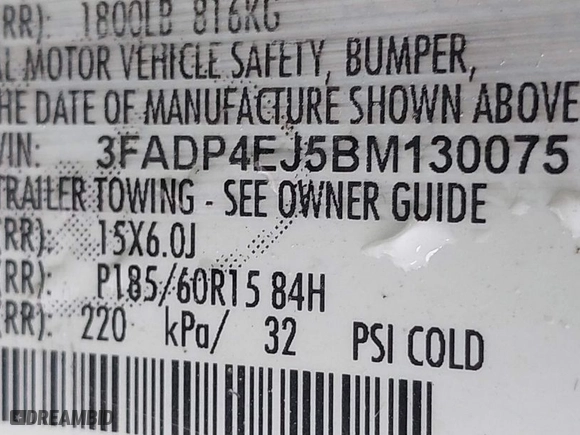 RR): 1800LB 816KG
AL MOTOR VEHICLE SAFETY, BUMPER,
HE DATE OF MANUFACTURE SHOWN ABOVE
VIN: 3FADP4EJ5BM130075
TRAILER TOWING - SEE OWNER GUIDE
RR): 15X6.0J
RR): P185/60R15 84H
RR): 220 kPa/ 32 PSI COLD
DREAMBID